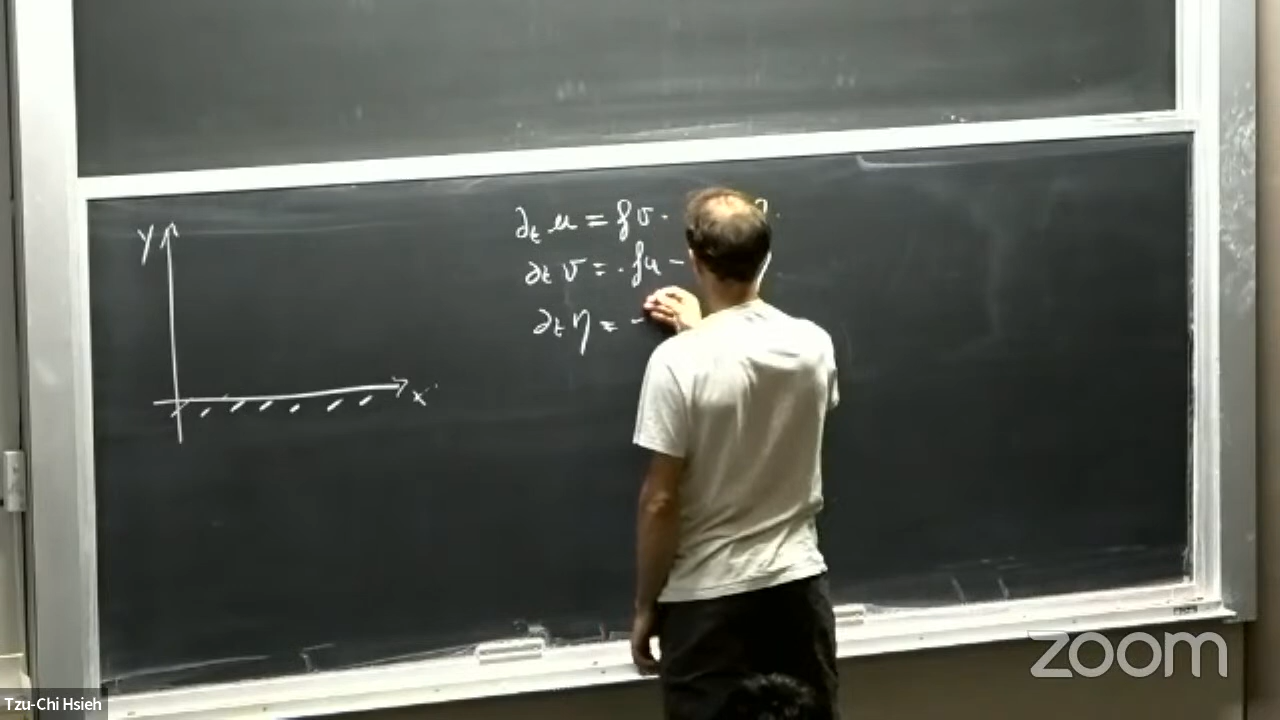 y
x
∂ₜ u = f v -
∂ₜ v = - f u -
∂ₜ η = -
zoom
Tzu-Chi Hsieh